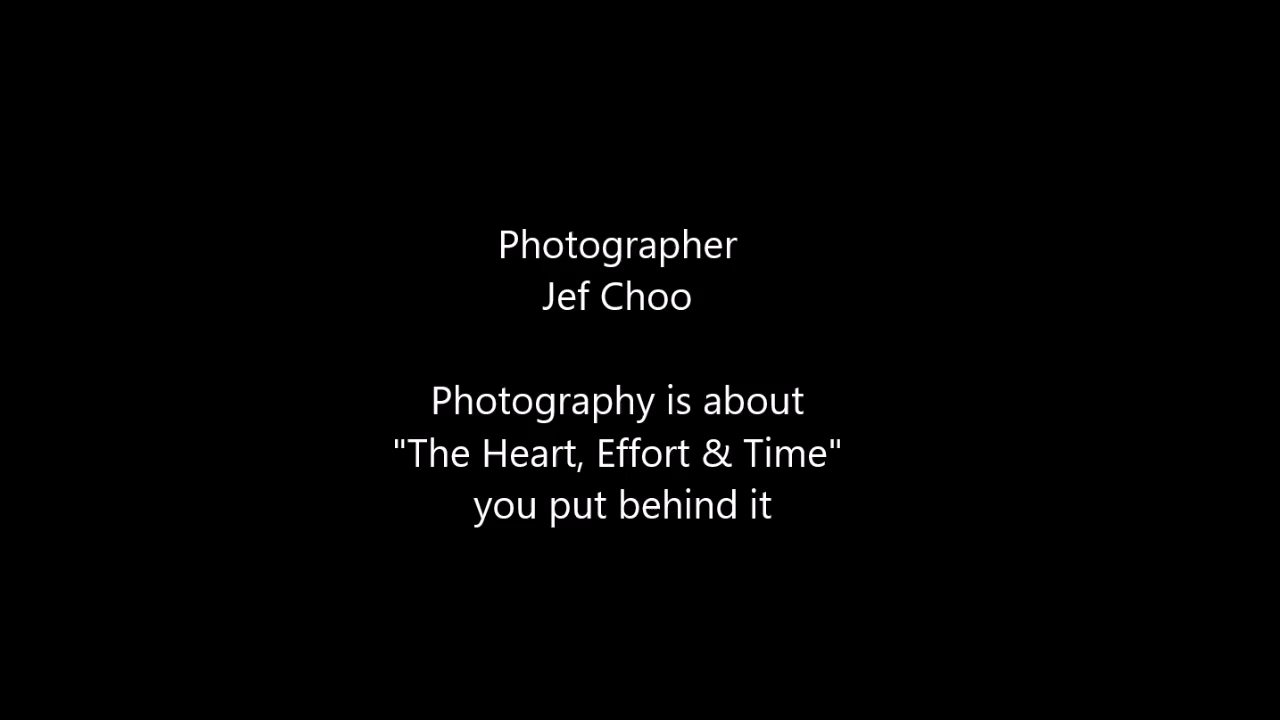 Photographer
Jef Choo
Photography is about
"The Heart, Effort & Time"
you put behind it